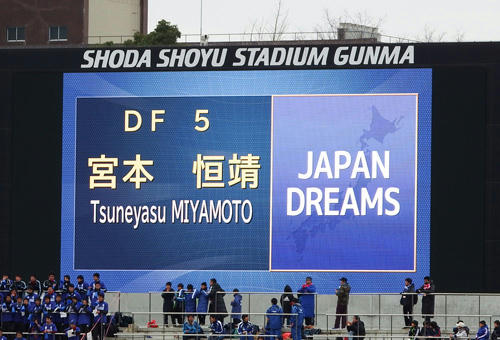 SHODA SHOYU STADIUM GUNMA
DF 5
宮本 恒靖
Tsuneyasu MIYAMOTO
JAPAN
DREAMS